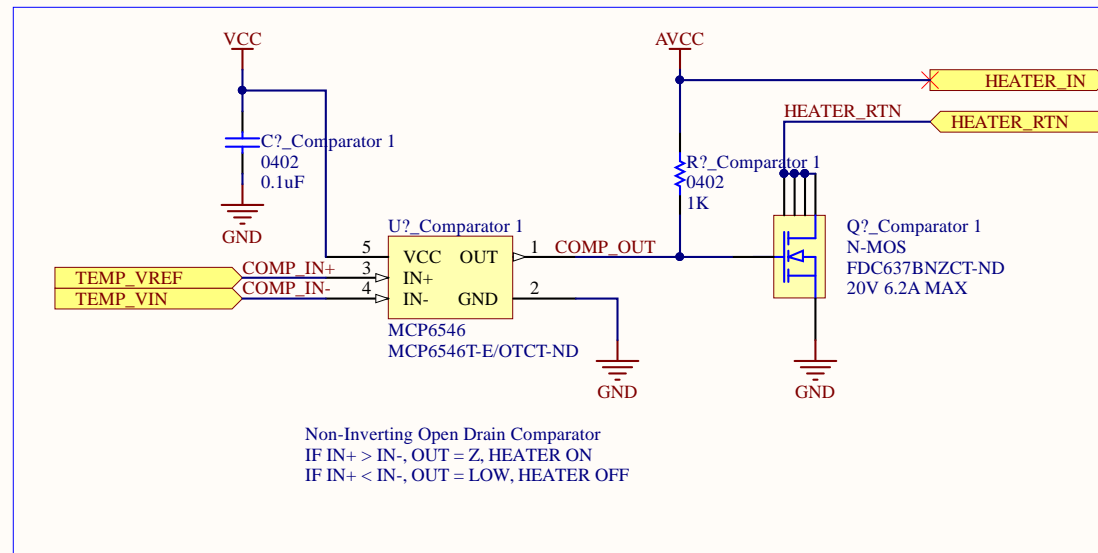 VCC
AVCC
HEATER_IN
HEATER_RTN
HEATER_RTN
C?_Comparator 1
0402
0.1uF
R?_Comparator 1
0402
1K
GND
U?_Comparator 1
Q?_Comparator 1
N-MOS
FDC637BNZCT-ND
20V 6.2A MAX
5
VCC
OUT
1
COMP_OUT
TEMP_VREF
COMP_IN+
3
IN+
TEMP_VIN
COMP_IN-
4
IN-
GND
2
MCP6546
MCP6546T-E/OTCT-ND
GND
GND
Non-Inverting Open Drain Comparator
IF IN+ > IN-, OUT = Z, HEATER ON
IF IN+ < IN-, OUT = LOW, HEATER OFF